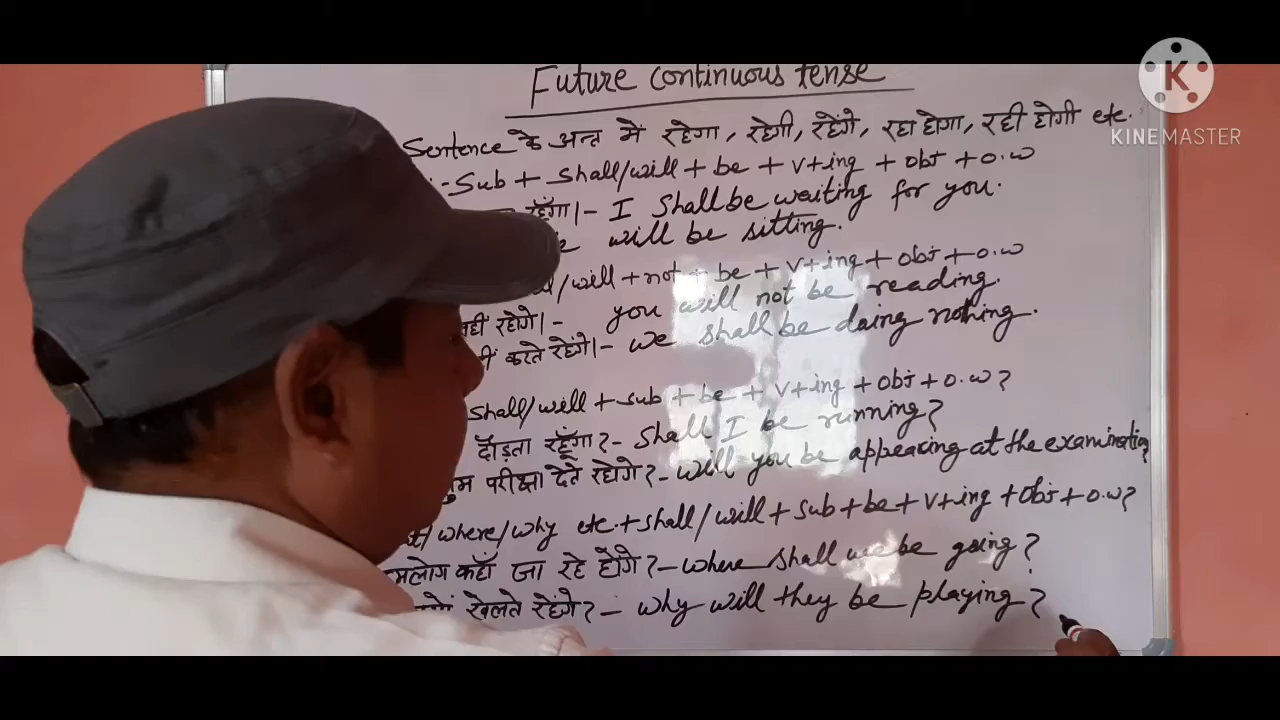 Future continuous tense
Sentence के अन्त में रहेगा, रहेगी, रहेंगे, रहा होगा, रही होगी etc.
:-Sub + shall/will + be + v+ing + obj + o.w
रहूँगा।- I shall be waiting for you.
will be sitting.
/will + not + be + v+ing + obj + o.w
नहीं रहोगे।- you will not be reading.
करते रहेंगे।- we shall be daing nothing.
shall/will + sub + be + v+ing + obj + o.w?
दौड़ता रहूँगा?- Shall I be running?
तुम परीक्षा देते रहोगे?- will you be appearing at the examination
where/why etc.+shall/will + sub+be+v+ing +obj+o.w?
मलोग कहाँ जा रहे होंगे?- where shall we be going?
खेलते रहेंगे?- why will they be playing?
KINEMASTER